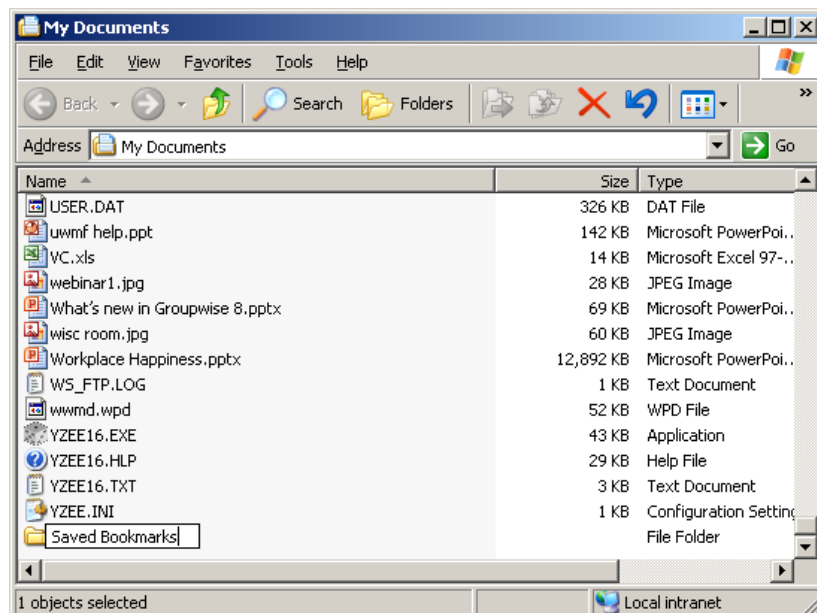 My Documents
File Edit View Favorites Tools Help
Back Search Folders »
Address My Documents Go
Name Size Type
USER.DAT 326 KB DAT File
uwmf help.ppt 142 KB Microsoft PowerPoi...
VC.xls 14 KB Microsoft Excel 97-...
webinar1.jpg 28 KB JPEG Image
What's new in Groupwise 8.pptx 69 KB Microsoft PowerPoi...
wisc room.jpg 60 KB JPEG Image
Workplace Happiness.pptx 12,892 KB Microsoft PowerPoi...
WS_FTP.LOG 1 KB Text Document
wwmd.wpd 52 KB WPD File
YZEE16.EXE 43 KB Application
YZEE16.HLP 29 KB Help File
YZEE16.TXT 3 KB Text Document
YZEE.INI 1 KB Configuration Setting
Saved Bookmarks File Folder
1 objects selected Local intranet